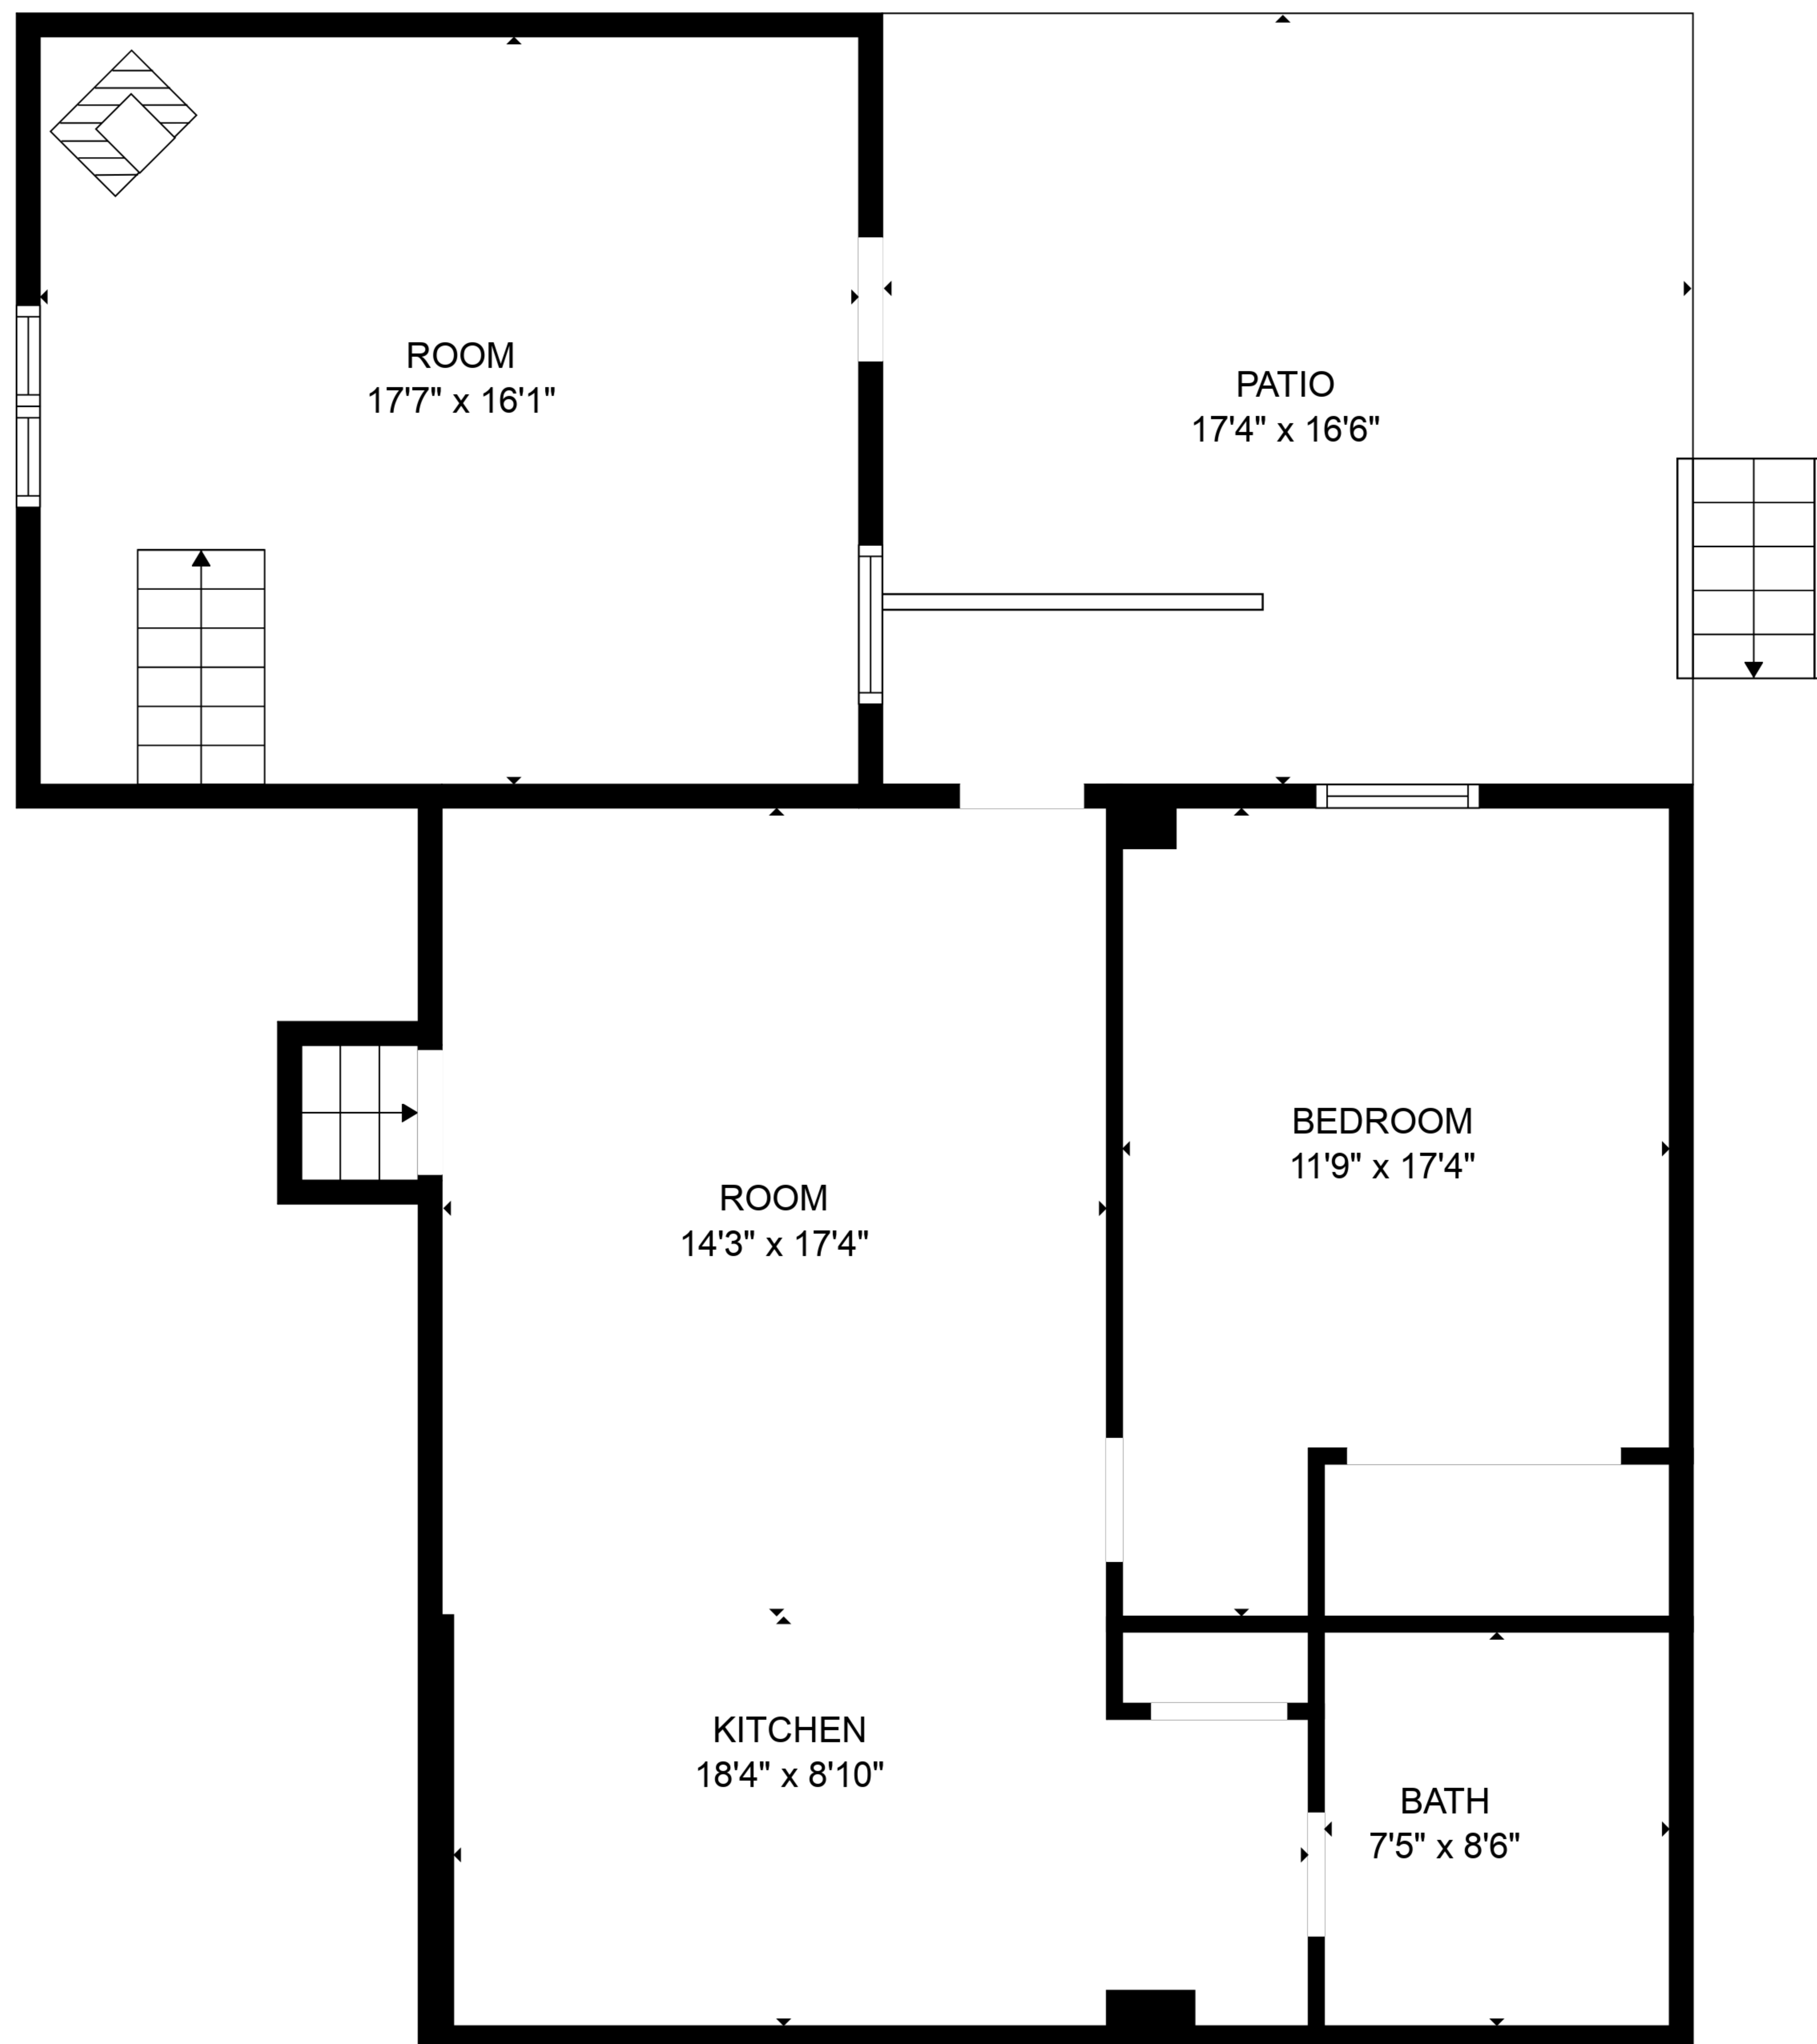 ROOM
17'7" x 16'1"
PATIO
17'4" x 16'6"
BEDROOM
11'9" x 17'4"
ROOM
14'3" x 17'4"
KITCHEN
18'4" x 8'10"
BATH
7'5" x 8'6"